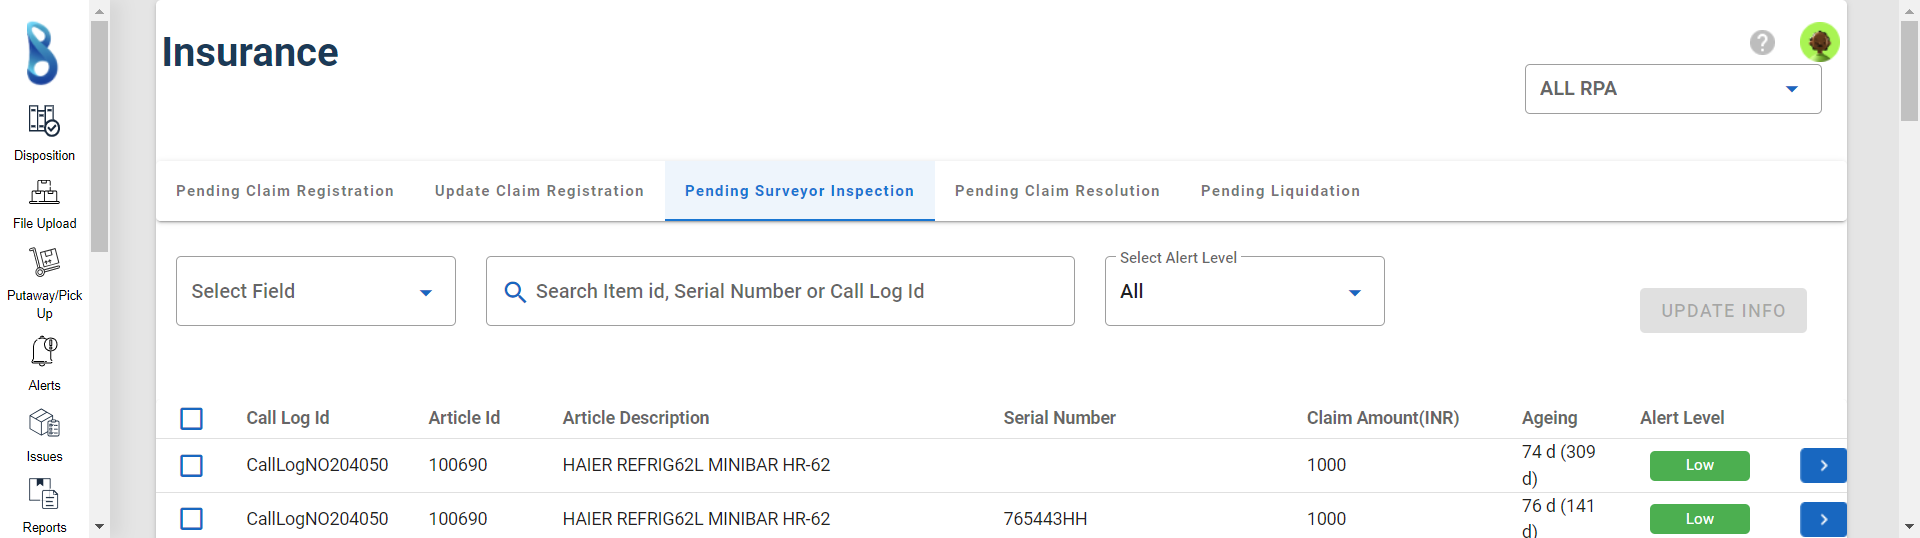 Insurance
?
ALL RPA
Disposition
File Upload
Putaway/Pick
Up
Alerts
Issues
Reports
Pending Claim Registration
Update Claim Registration
Pending Surveyor Inspection
Pending Claim Resolution
Pending Liquidation
Select Field
Search Item id, Serial Number or Call Log Id
Select Alert Level
All
UPDATE INFO
Call Log Id Article Id Article Description Serial Number Claim Amount(INR) Ageing Alert Level
CallLogNO204050 100690 HAIER REFRIG62L MINIBAR HR-62 1000 74 d (309
d) Low
CallLogNO204050 100690 HAIER REFRIG62L MINIBAR HR-62 765443HH 1000 76 d (141
d) Low